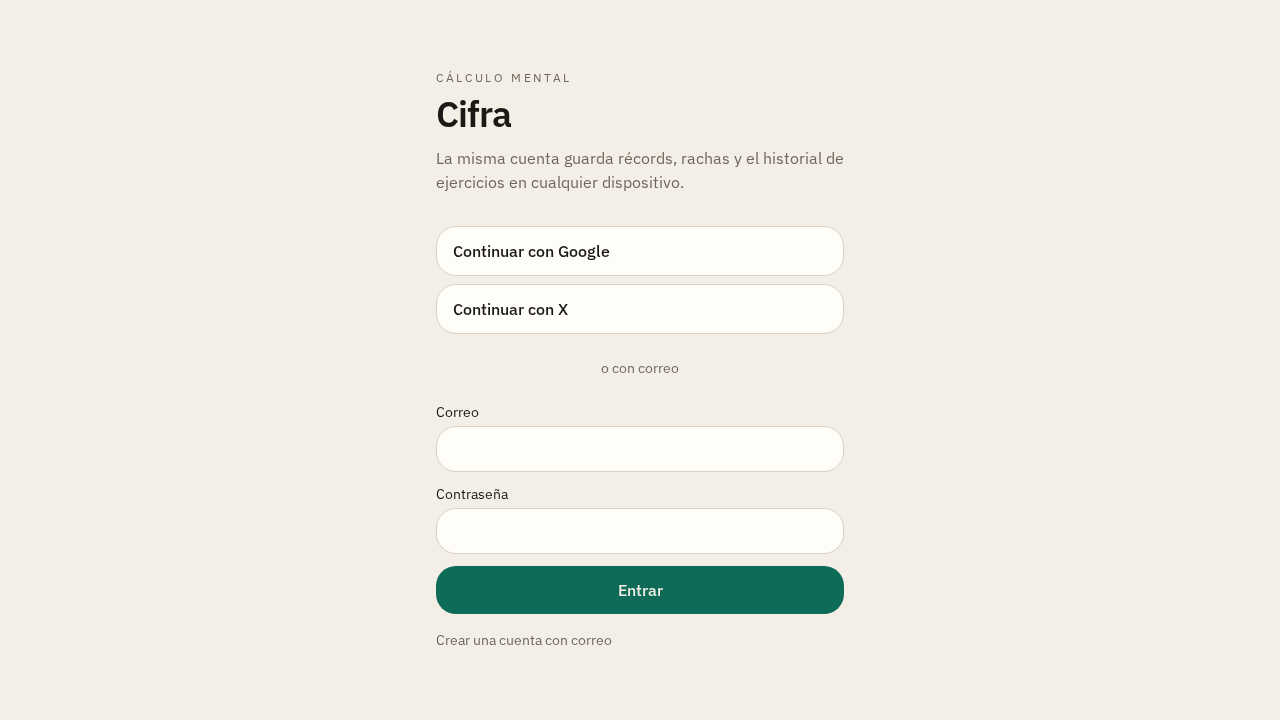 CÁLCULO MENTAL
Cifra
La misma cuenta guarda récords, rachas y el historial de
ejercicios en cualquier dispositivo.
Continuar con Google
Continuar con X
o con correo
Correo
Contraseña
Entrar
Crear una cuenta con correo